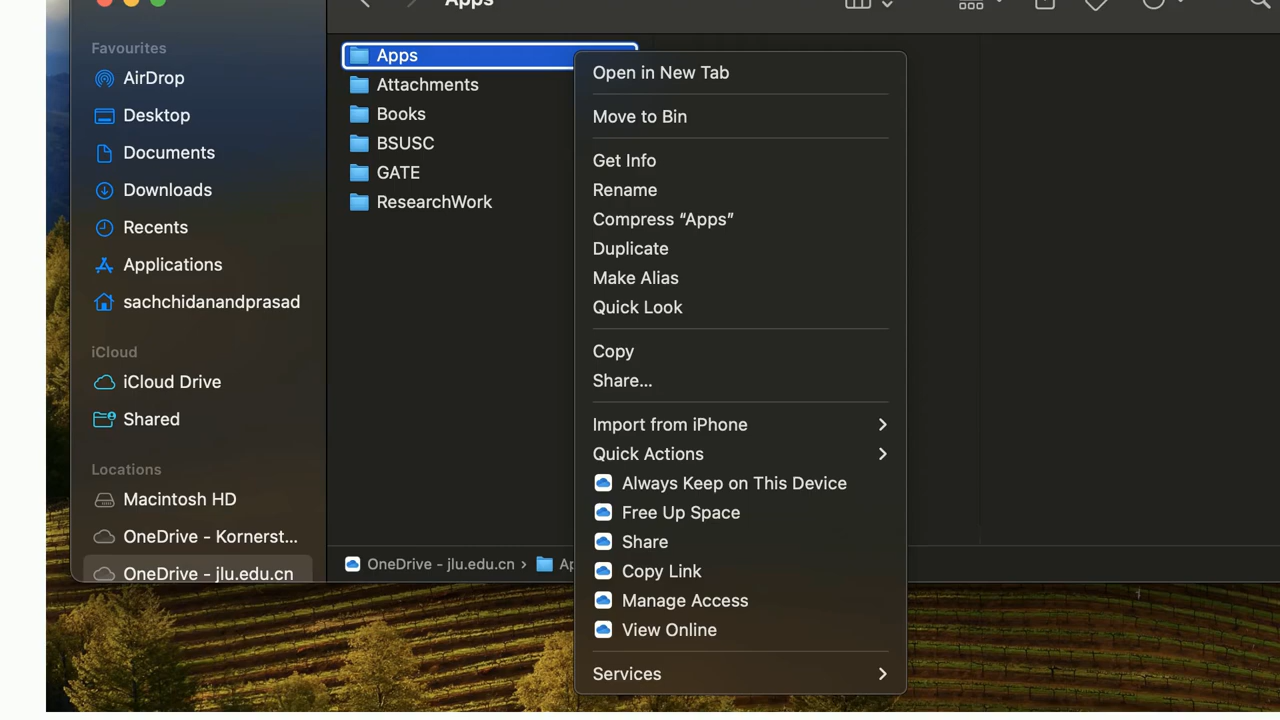 Apps
Favourites
AirDrop
Desktop
Documents
Downloads
Recents
Applications
sachchidanandprasad
iCloud
iCloud Drive
Shared
Locations
Macintosh HD
OneDrive - Kornerst...
OneDrive - jlu.edu.cn
Apps
Attachments
Books
BSUSC
GATE
ResearchWork
OneDrive - jlu.edu.cn › Ap
Open in New Tab
Move to Bin
Get Info
Rename
Compress “Apps”
Duplicate
Make Alias
Quick Look
Copy
Share...
Import from iPhone
Quick Actions
Always Keep on This Device
Free Up Space
Share
Copy Link
Manage Access
View Online
Services